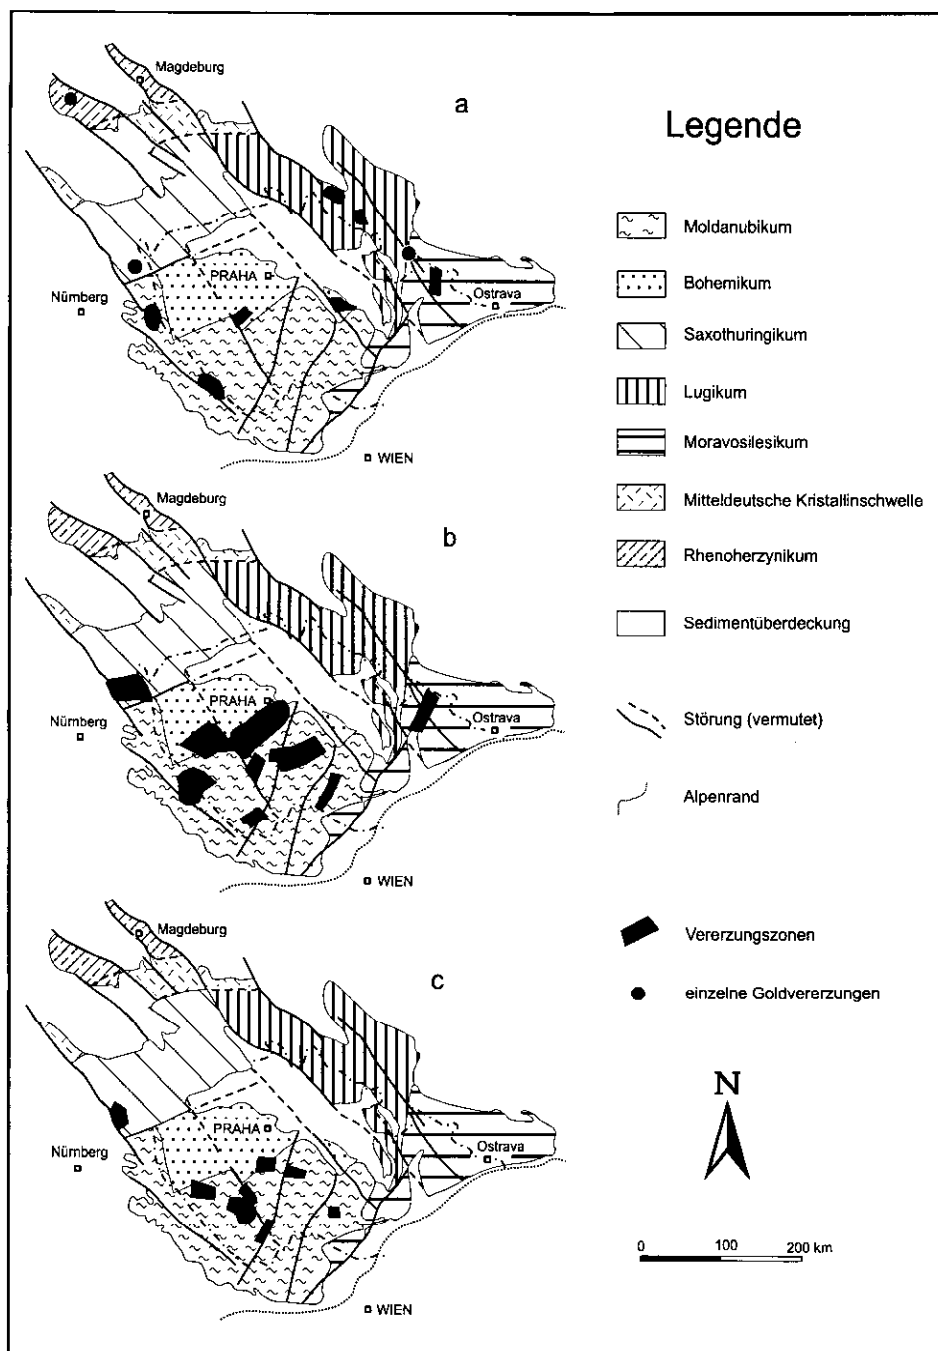 a
Magdeburg
PRAHA
Nürnberg
Ostrava
WIEN
b
Magdeburg
PRAHA
Nürnberg
Ostrava
WIEN
c
Magdeburg
PRAHA
Nürnberg
Ostrava
WIEN
Legende
Moldanubikum
Bohemikum
Saxothuringikum
Lugikum
Moravosilesikum
Mitteldeutsche Kristallinschwelle
Rhenoherzynikum
Sedimentüberdeckung
Störung (vermutet)
Alpenrand
Vererzungszonen
einzelne Goldvererzungen
N
0 100 200 km